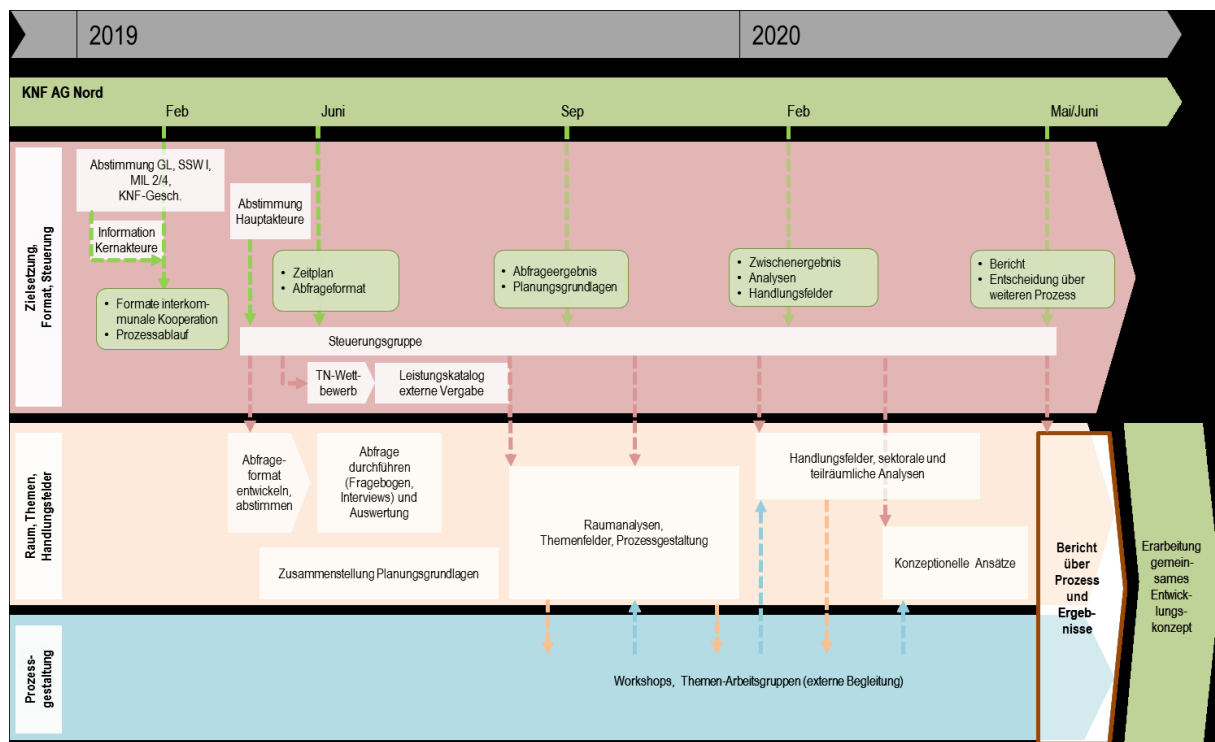 2019
2020
KNF AG Nord
Feb
Juni
Sep
Feb
Mai/Juni
Zielsetzung,
Format, Steuerung
Abstimmung GL, SSW I,
MIL 2/4,
KNF-Gesch.
Information
Kernakteure
Abstimmung
Hauptakteure
• Formate interkom-
munale Kooperation
• Prozessablauf
• Zeitplan
• Abfrageformat
• Abfrageergebnis
• Planungsgrundlagen
• Zwischenergebnis
• Analysen
• Handlungsfelder
• Bericht
• Entscheidung über
weiteren Prozess
Steuerungsgruppe
TN-Wett-
bewerb
Leistungskatalog
externe Vergabe
Raum, Themen,
Handlungsfelder
Abfrage-
format
entwickeln,
abstimmen
Abfrage
durchführen
(Fragebogen,
Interviews) und
Auswertung
Zusammenstellung Planungsgrundlagen
Raumanalysen,
Themenfelder, Prozessgestaltung
Handlungsfelder, sektorale und
teilräumliche Analysen
Konzeptionelle Ansätze
Bericht
über
Prozess
und
Ergeb-
nisse
Erarbeitung
gemein-
sames
Entwick-
lungs-
konzept
Prozess-
gestaltung
Workshops, Themen-Arbeitsgruppen (externe Begleitung)